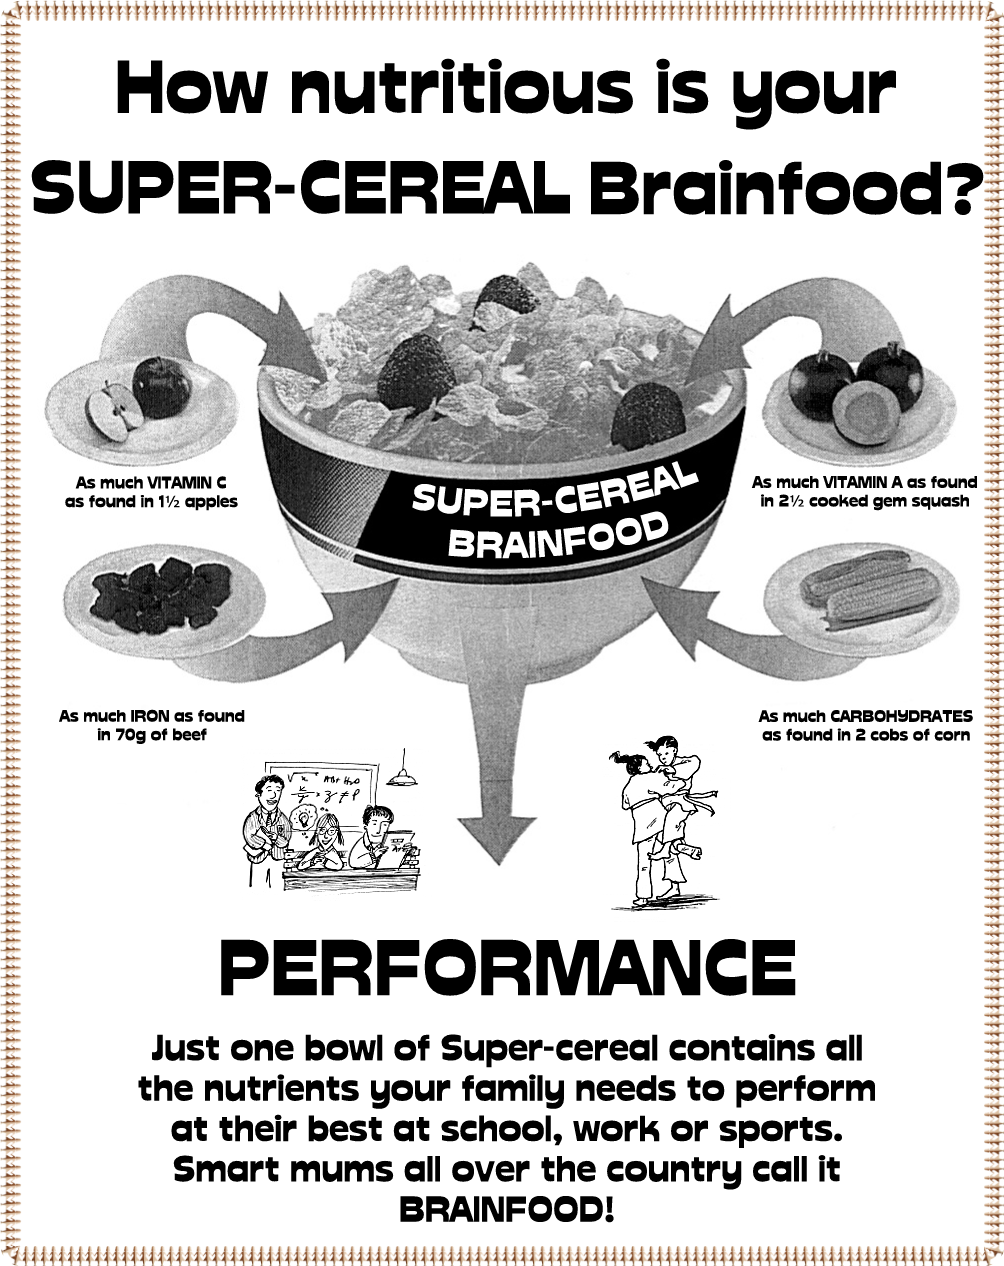 How nutritious is your
SUPER-CEREAL Brainfood?
As much VITAMIN C
as found in 1½ apples
As much VITAMIN A as found
in 2½ cooked gem squash
SUPER-CEREAL
BRAINFOOD
As much IRON as found
in 70g of beef
As much CARBOHYDRATES
as found in 2 cobs of corn
PERFORMANCE
Just one bowl of Super-cereal contains all
the nutrients your family needs to perform
at their best at school, work or sports.
Smart mums all over the country call it
BRAINFOOD!